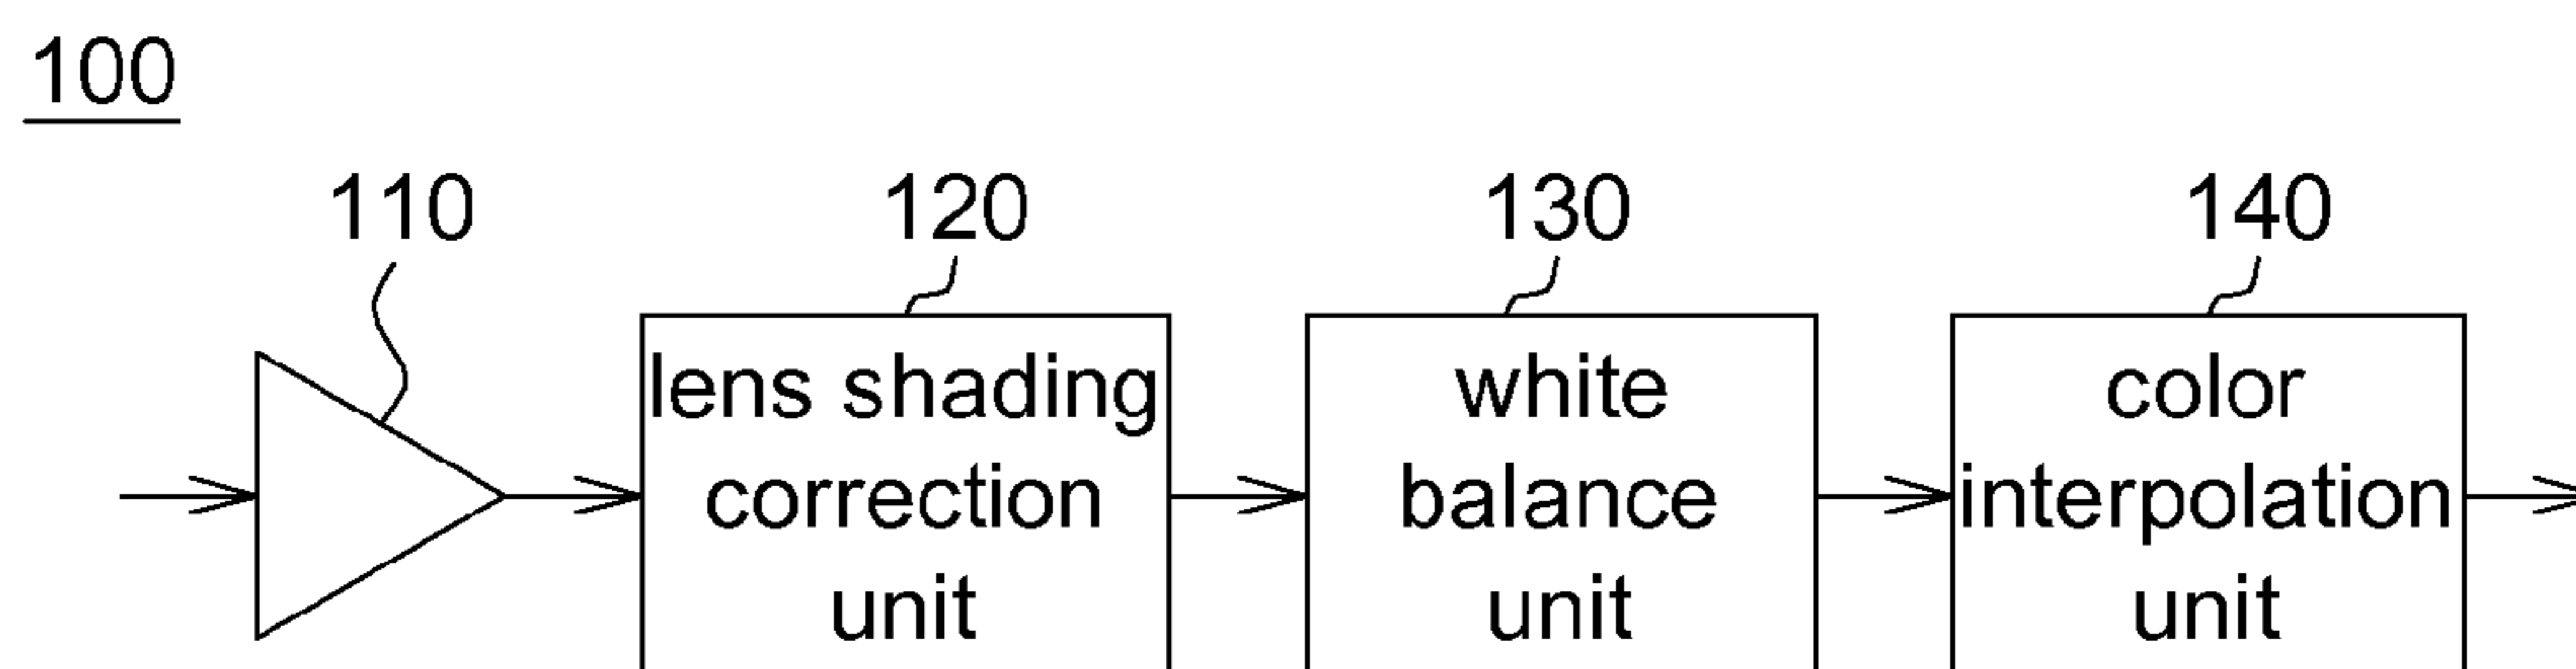 100
110
120
130
140
lens shading
correction
unit
white
balance
unit
color
interpolation
unit